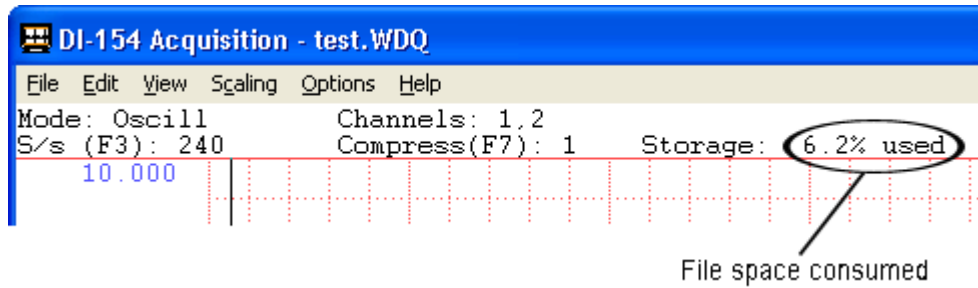 DI-154 Acquisition - test.WDQ
File Edit View Scaling Options Help
Mode: Oscill Channels: 1,2
S/s (F3): 240 Compress(F7): 1 Storage: 6.2% used
10.000
File space consumed